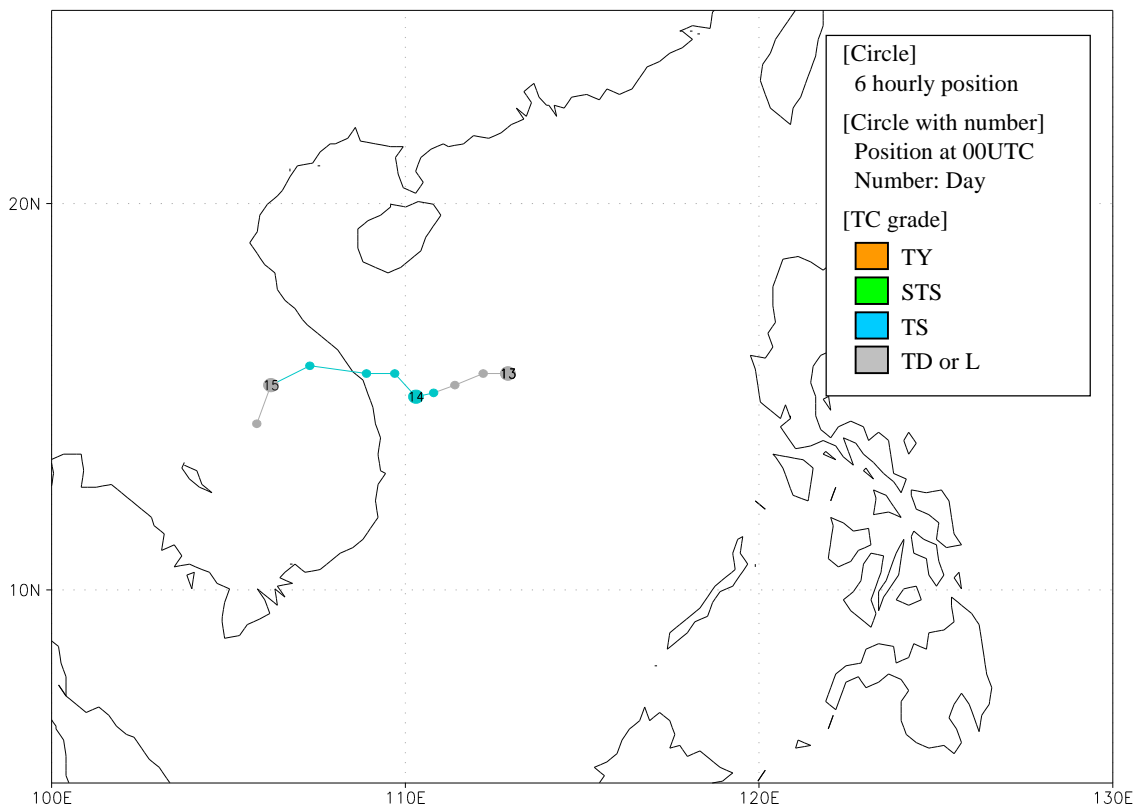 [Circle]
6 hourly position
[Circle with number]
Position at 00UTC
Number: Day
[TC grade]
TY
STS
TS
TD or L
20N
15
14
13
10N
100E
110E
120E
130E